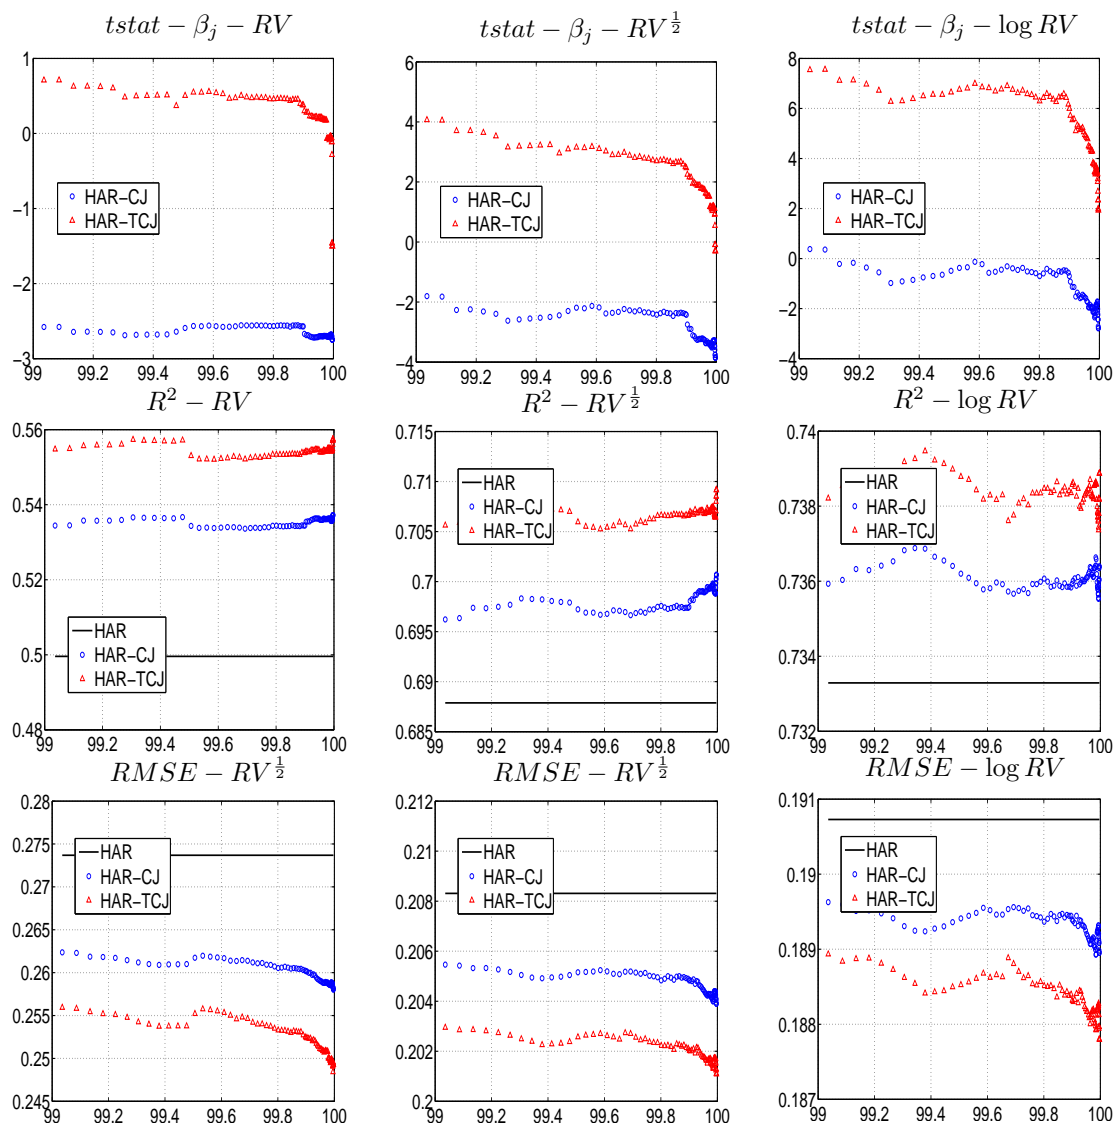 tstat − β_j − RV
tstat − β_j − RV^{1/2}
tstat − β_j − log RV
1
0
−1
−2
−3
HAR-CJ
HAR-TCJ
99 99.2 99.4 99.6 99.8 100
6
4
2
0
−2
−4
HAR-CJ
HAR-TCJ
99 99.2 99.4 99.6 99.8 100
8
6
4
2
0
−2
−4
HAR-CJ
HAR-TCJ
99 99.2 99.4 99.6 99.8 100
R² − RV
R² − RV^{1/2}
R² − log RV
0.56
0.54
0.52
0.5
0.48
HAR
HAR-CJ
HAR-TCJ
99 99.2 99.4 99.6 99.8 100
0.715
0.71
0.705
0.7
0.695
0.69
0.685
HAR
HAR-CJ
HAR-TCJ
99 99.2 99.4 99.6 99.8 100
0.74
0.738
0.736
0.734
0.732
HAR
HAR-CJ
HAR-TCJ
99 99.2 99.4 99.6 99.8 100
RMSE − RV^{1/2}
RMSE − RV^{1/2}
RMSE − log RV
0.28
0.275
0.27
0.265
0.26
0.255
0.25
0.245
HAR
HAR-CJ
HAR-TCJ
99 99.2 99.4 99.6 99.8 100
0.212
0.21
0.208
0.206
0.204
0.202
0.2
HAR
HAR-CJ
HAR-TCJ
99 99.2 99.4 99.6 99.8 100
0.191
0.19
0.189
0.188
0.187
HAR
HAR-CJ
HAR-TCJ
99 99.2 99.4 99.6 99.8 100